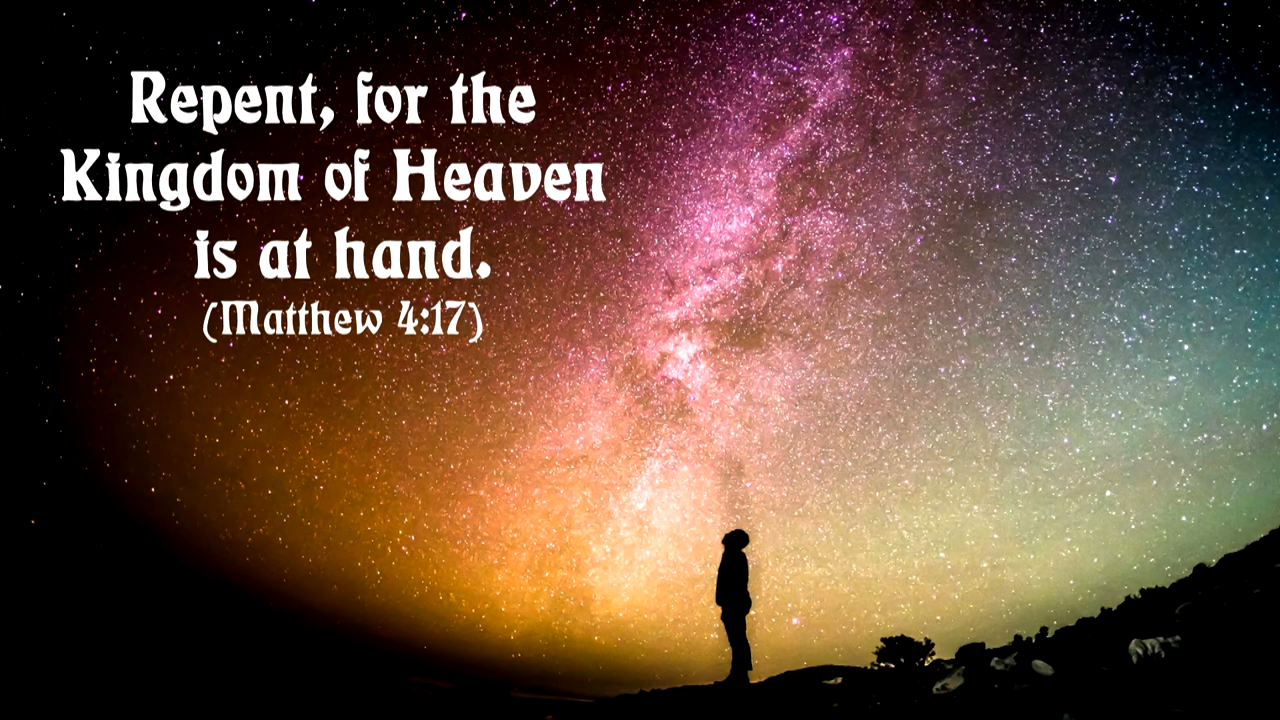 Repent, for the
Kingdom of Heaven
is at hand.
(Matthew 4:17)